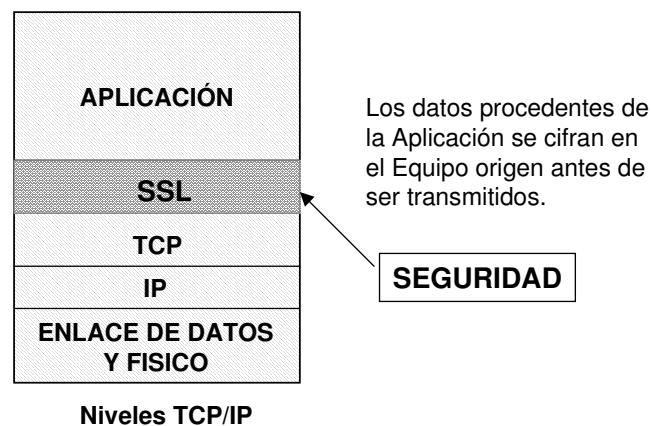 APLICACIÓN
SSL
TCP
IP
ENLACE DE DATOS
Y FISICO
Niveles TCP/IP
Los datos procedentes de
la Aplicación se cifran en
el Equipo origen antes de
ser transmitidos.
SEGURIDAD